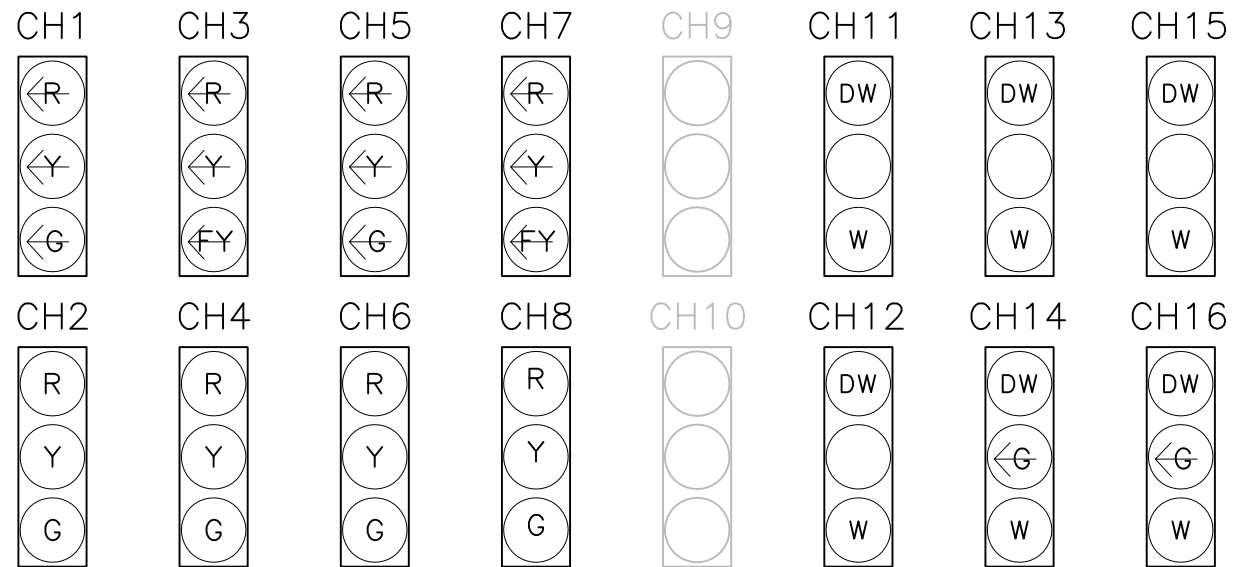 CH1 CH3 CH5 CH7 CH9 CH11 CH13 CH15
R R R R DW DW DW
Y Y Y Y
G FY G FY W W W
CH2 CH4 CH6 CH8 CH10 CH12 CH14 CH16
R R R R DW DW DW
Y Y Y Y G G
G G G G W W W